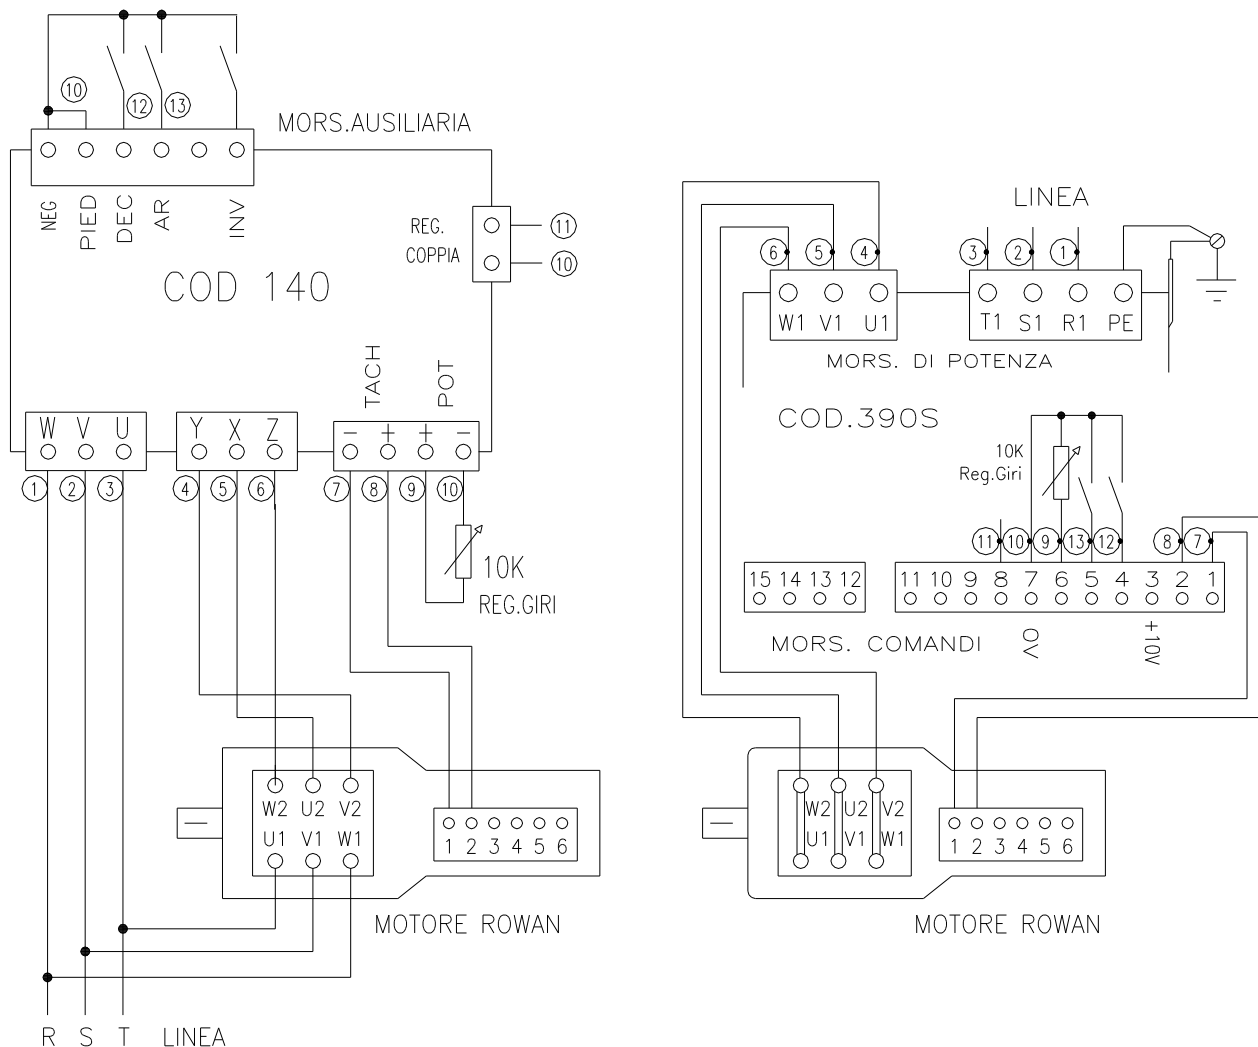 10
12
13
MORS.AUSILIARIA
NEG
PIED
DEC
AR
INV
REG.
COPPIA
11
10
COD 140
TACH
POT
W V U
Y X Z
- + + -
1 2 3 4 5 6 7 8 9 10
10K
REG.GIRI
W2 U2 V2
U1 V1 W1
1 2 3 4 5 6
MOTORE ROWAN
R S T LINEA
LINEA
6 5 4 3 2 1
W1 V1 U1
T1 S1 R1 PE
MORS. DI POTENZA
COD.390S
10K
Reg.Giri
11 10 9 13 12 8 7
15 14 13 12
11 10 9 8 7 6 5 4 3 2 1
MORS. COMANDI
0V
+10V
W2 U2 V2
U1 V1 W1
1 2 3 4 5 6
MOTORE ROWAN